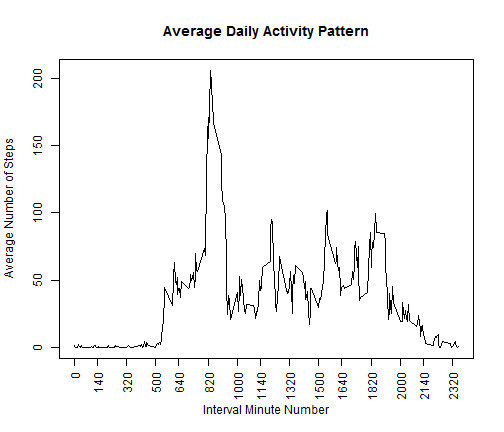 Average Daily Activity Pattern
Average Number of Steps
200
150
100
50
0
0 140 320 500 640 820 1000 1140 1320 1500 1640 1820 2000 2140 2320
Interval Minute Number